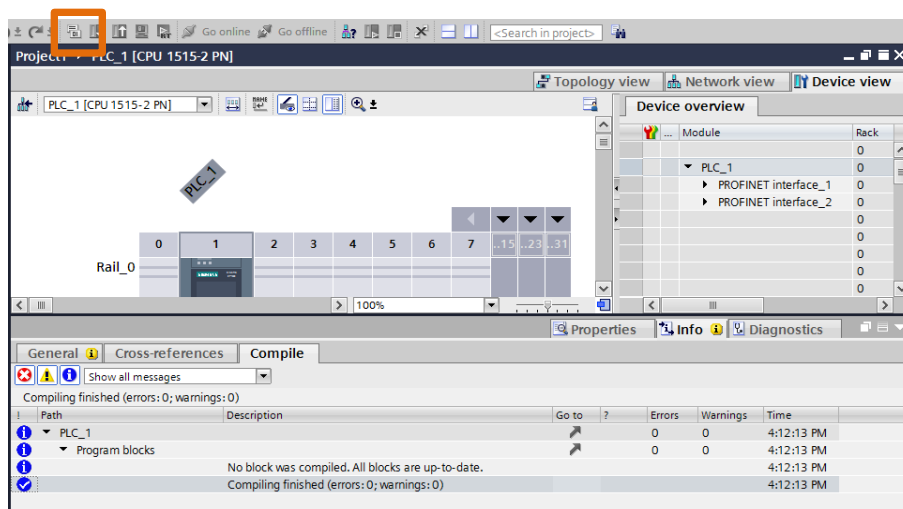 Go online Go offline <Search in project>
Project1 PLC_1 [CPU 1515-2 PN]
Topology view Network view Device view
PLC_1 [CPU 1515-2 PN]
Device overview
... Module Rack
0
PLC_1 0
PROFINET interface_1 0
PROFINET interface_2 0
0
0
0
0
0
PLC_1
0 1 2 3 4 5 6 7 ..15 ..23 ..31
Rail_0
SIEMENS
100%
Properties Info Diagnostics
General Cross-references Compile
Show all messages
Compiling finished (errors: 0; warnings: 0)
! Path Description Go to ? Errors Warnings Time
PLC_1 0 0 4:12:13 PM
Program blocks 0 0 4:12:13 PM
No block was compiled. All blocks are up-to-date. 4:12:13 PM
Compiling finished (errors: 0; warnings: 0) 4:12:13 PM